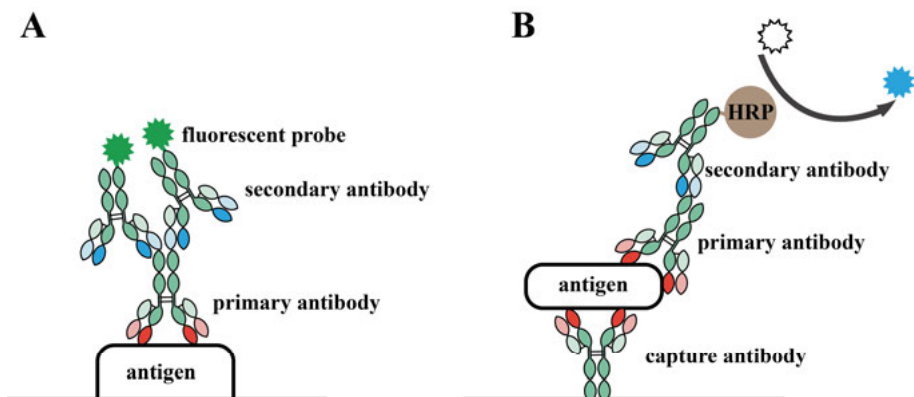 A
fluorescent probe
secondary antibody
primary antibody
antigen
B
HRP
secondary antibody
primary antibody
antigen
capture antibody